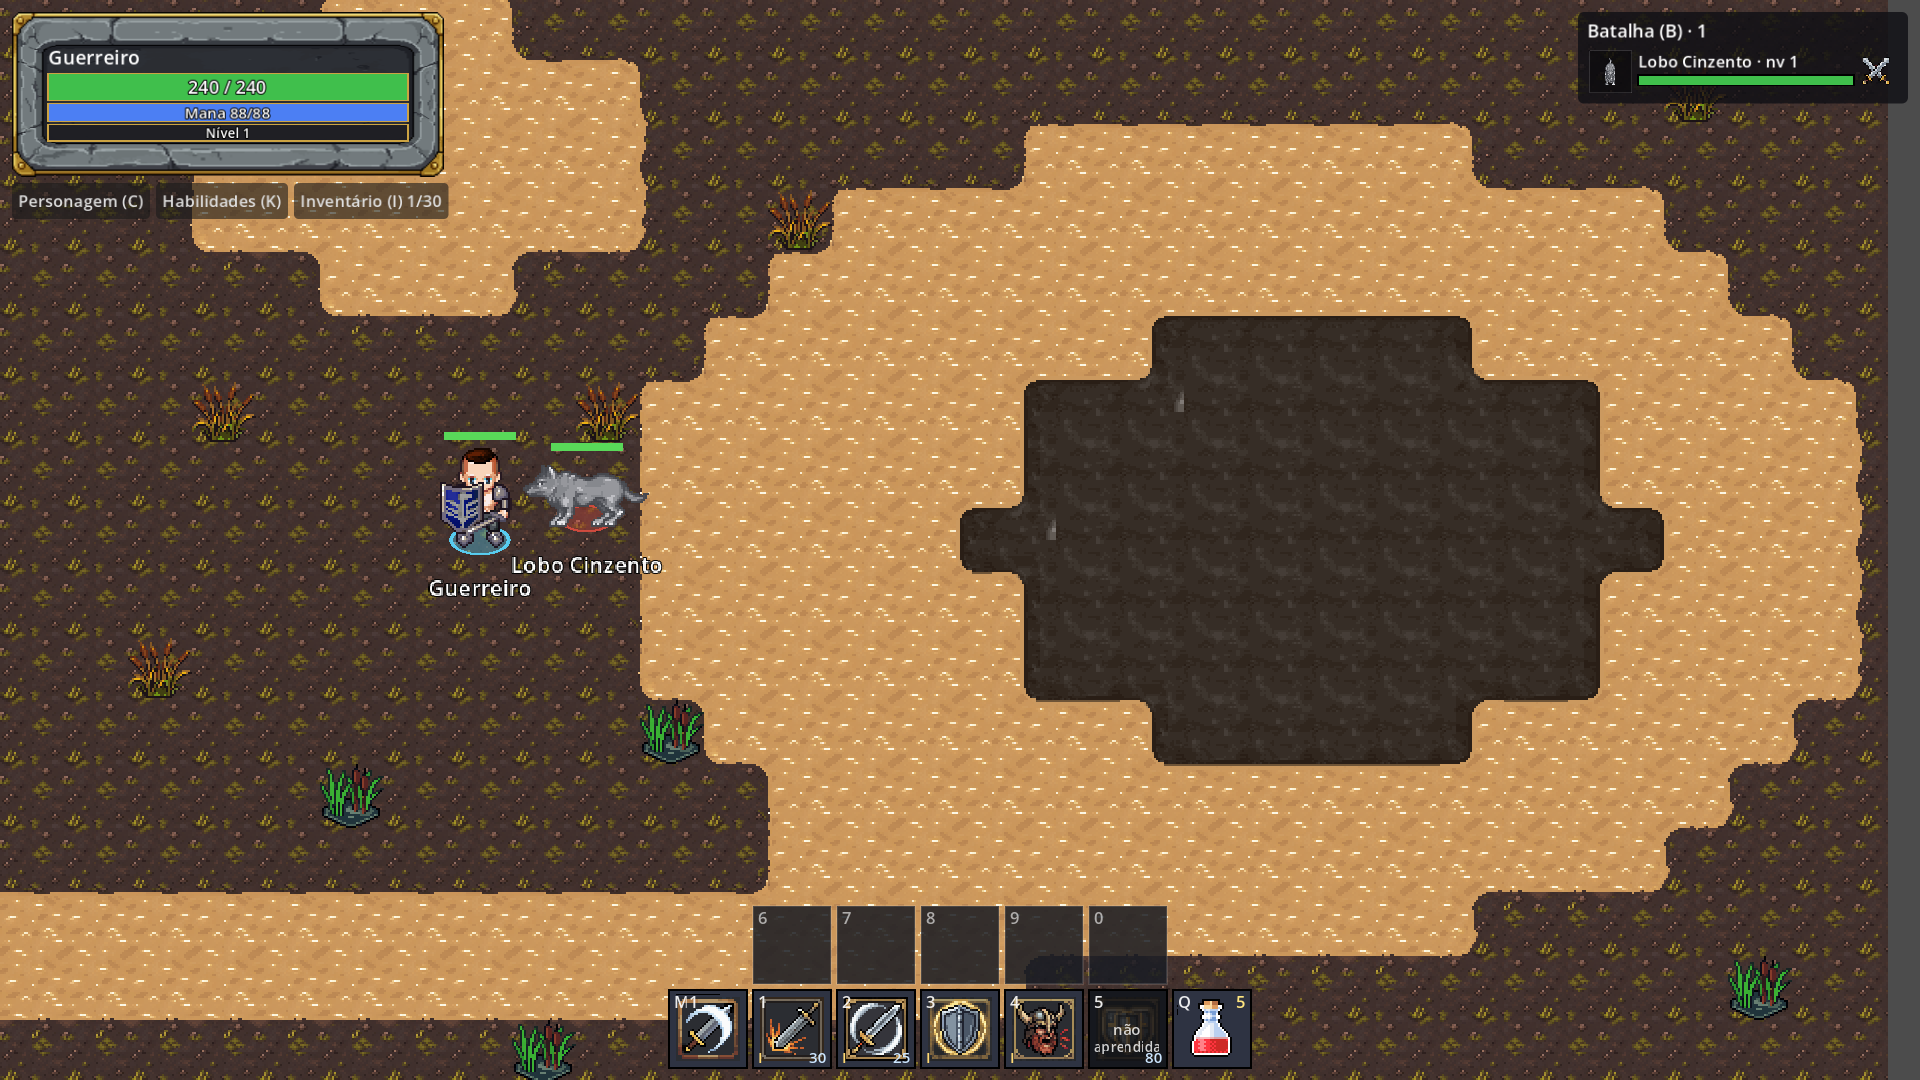 Guerreiro
240 / 240
Mana 88/88
Nível 1
Personagem (C)
Habilidades (K)
Inventário (I) 1/30
Batalha (B) · 1
Lobo Cinzento · nv 1
Lobo Cinzento
Guerreiro
6
7
8
9
0
M1
1
I
30
2
I
25
3
I
4
I
5
não
aprendida
80
Q
5